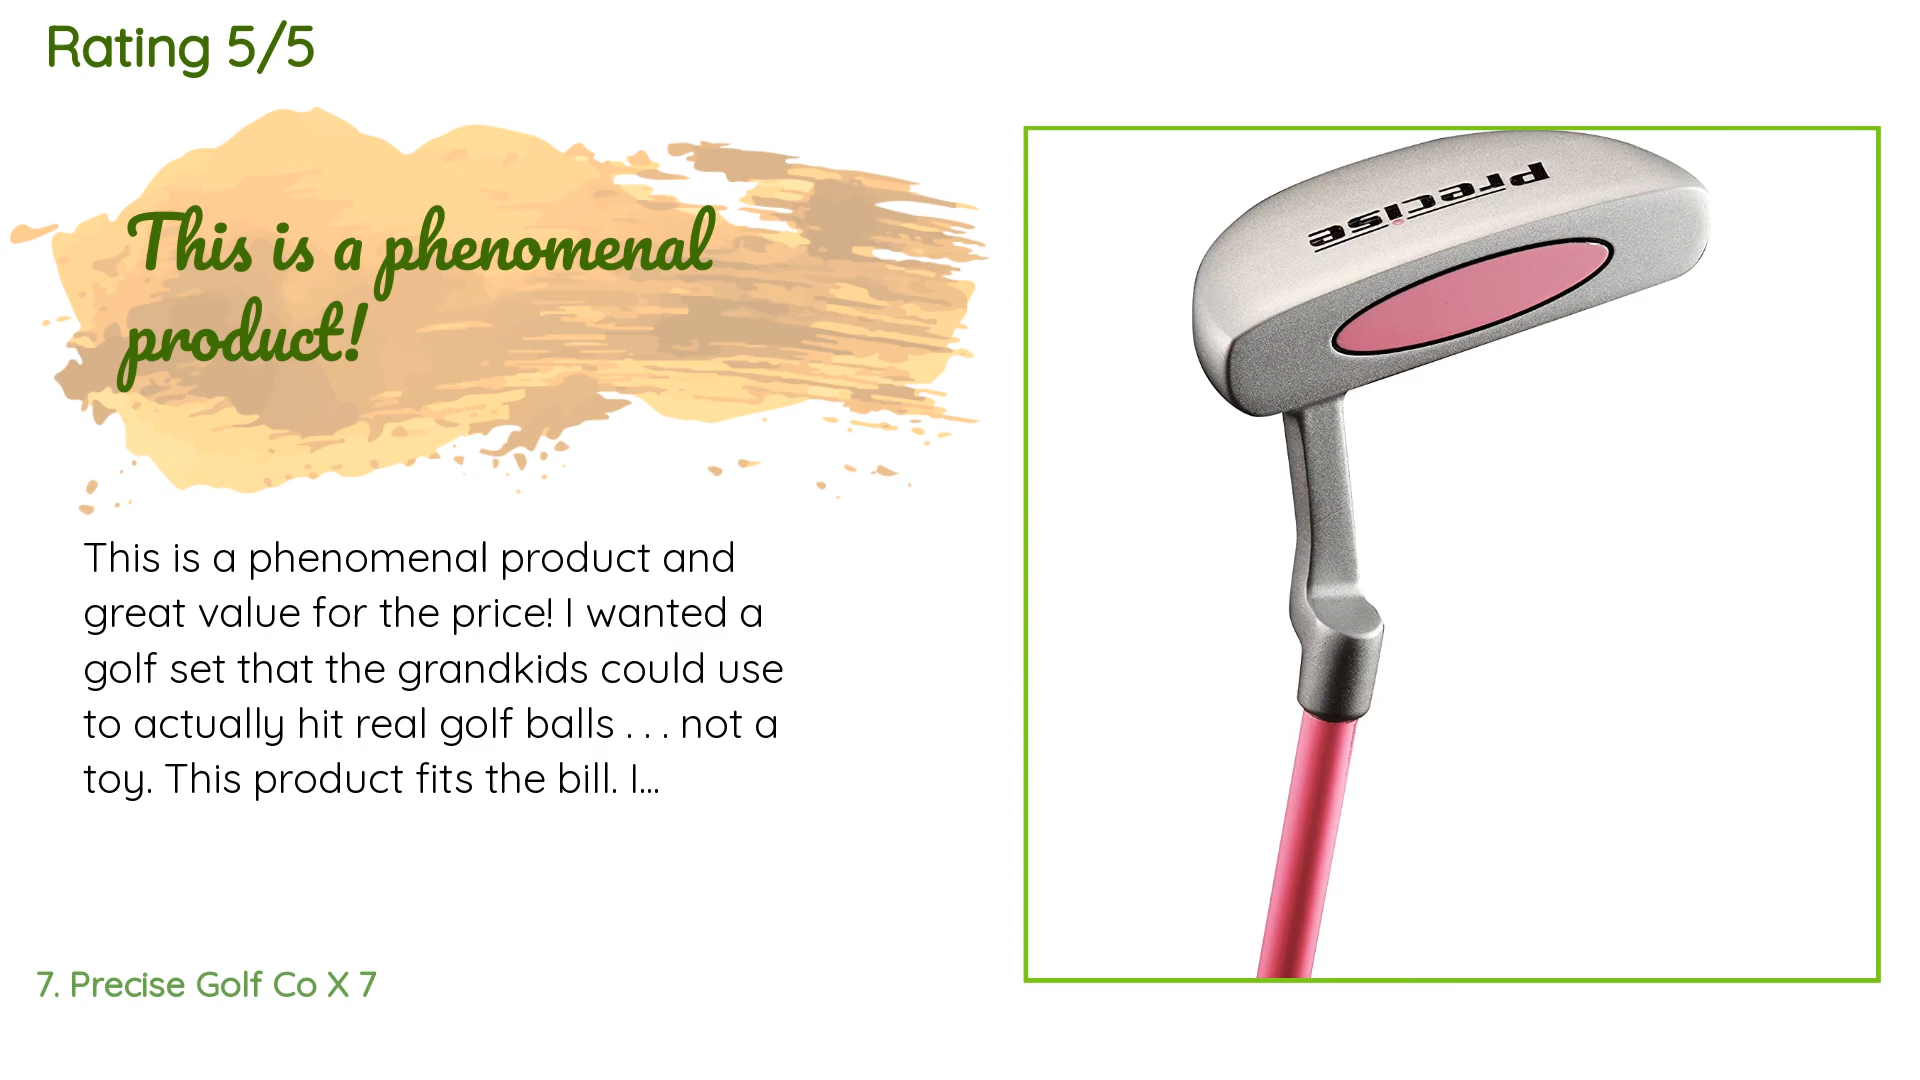 Rating 5/5
This is a phenomenal
product!
This is a phenomenal product and
great value for the price! I wanted a
golf set that the grandkids could use
to actually hit real golf balls . . . not a
toy. This product fits the bill. I...
7. Precise Golf Co X 7
precise